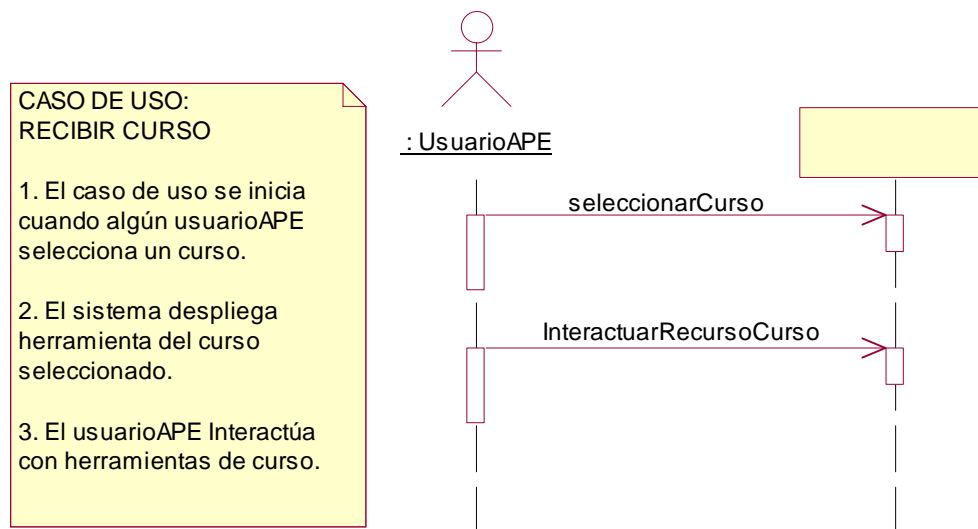 CASO DE USO:
RECIBIR CURSO
1. El caso de uso se inicia
cuando algún usuarioAPE
selecciona un curso.
2. El sistema despliega
herramienta del curso
seleccionado.
3. El usuarioAPE Interactúa
con herramientas de curso.
: UsuarioAPE
seleccionarCurso
InteractuarRecursoCurso